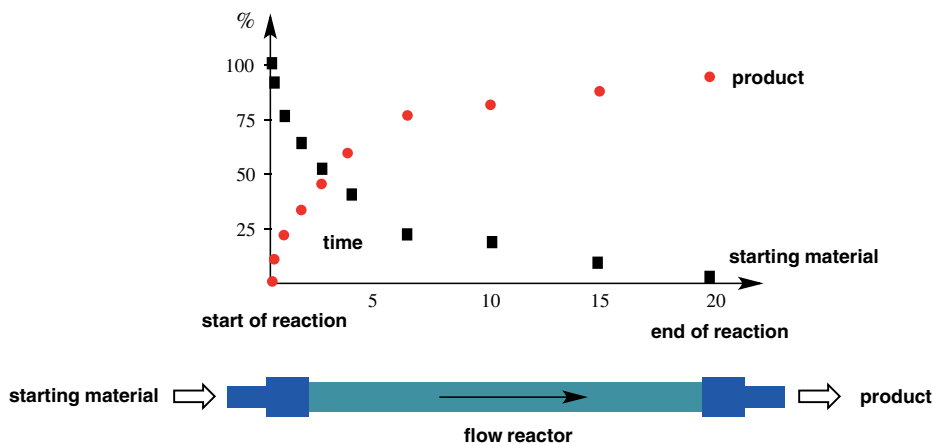 %
100
product
75
50
25
time
starting material
5 10 15 20
start of reaction
end of reaction
starting material
product
flow reactor